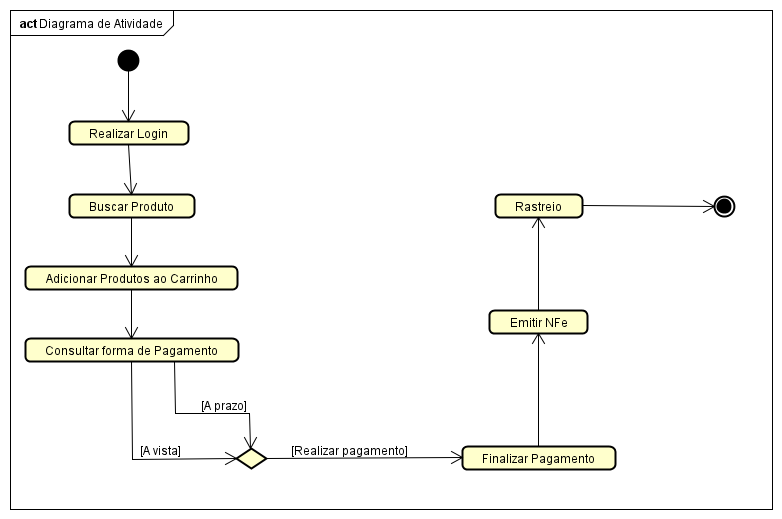 act Diagrama de Atividade
Realizar Login
Buscar Produto
Adicionar Produtos ao Carrinho
Consultar forma de Pagamento
[A prazo]
[A vista]
[Realizar pagamento]
Finalizar Pagamento
Emitir NFe
Rastreio